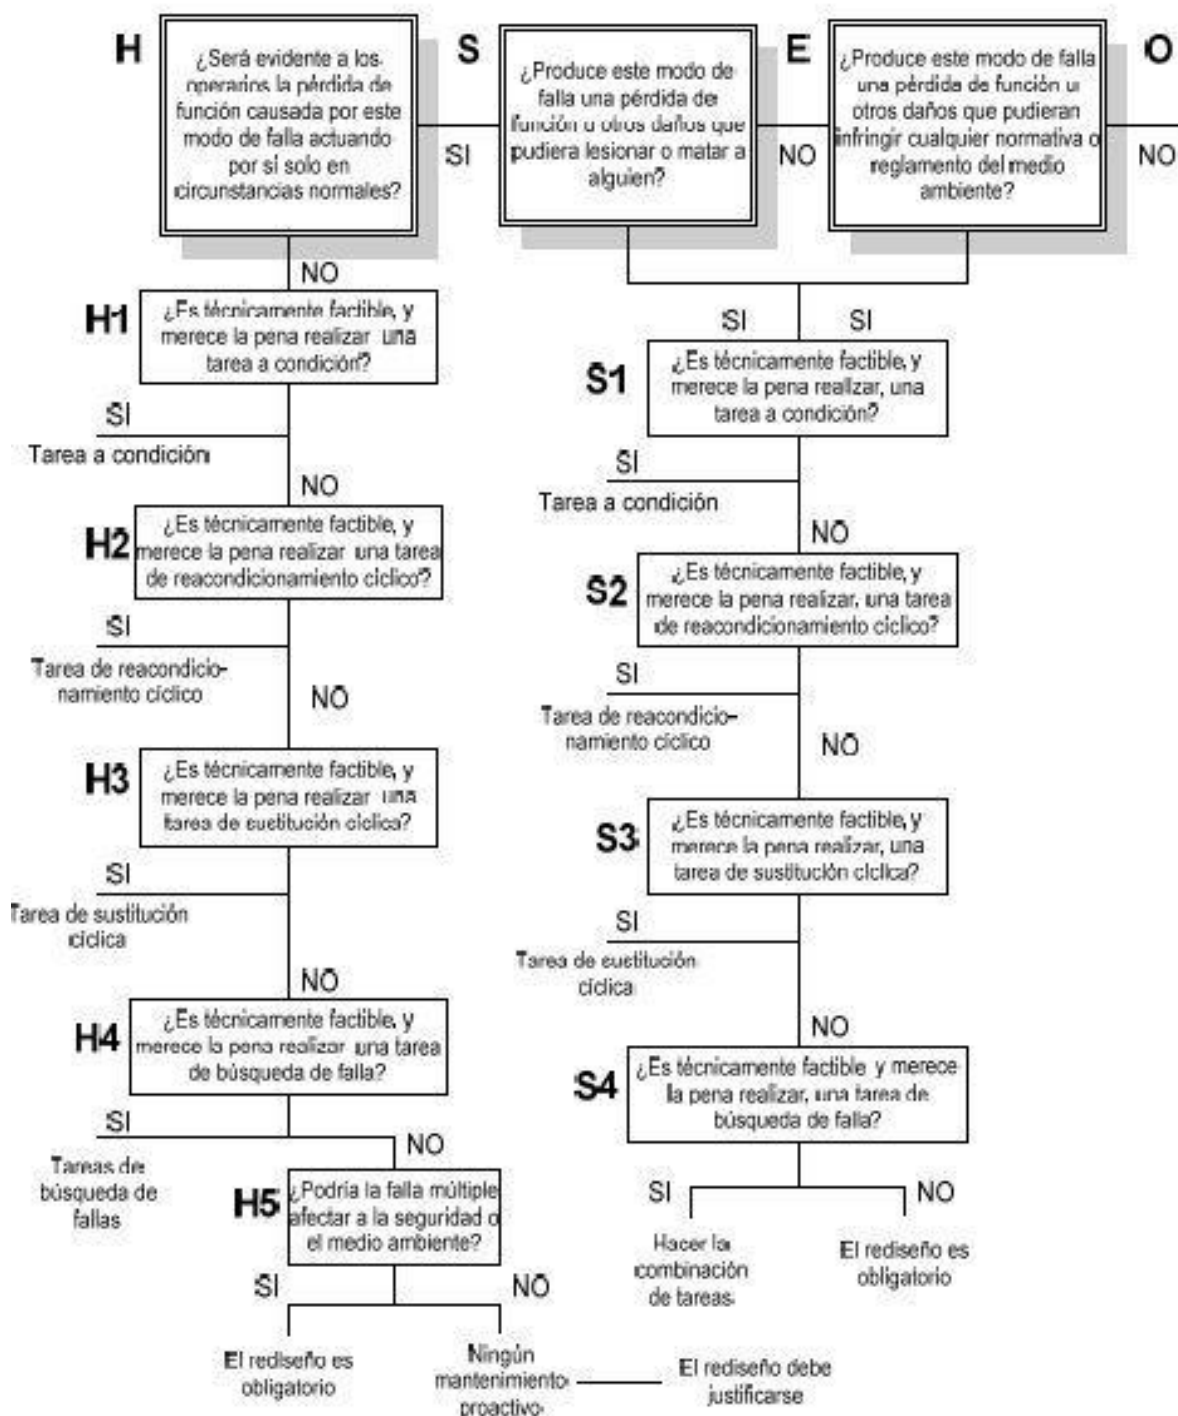 H
¿Será evidente a los
operarios la pérdida de
función causada por este
modo de falla actuando
por sí solo en
circunstancias normales?
SI
S
¿Produce este modo de
falla una pérdida de
función u otros daños que
pudiera lesionar o matar a
alguien?
NO
E
¿Produce este modo de falla
una pérdida de función u
otros daños que pudieran
infringir cualquier normativa o
reglamento del medio
ambiente?
NO
O
NO
H1
¿Es técnicamente factible, y
merece la pena realizar una
tarea a condición?
SI
Tarea a condición
NO
H2
¿Es técnicamente factible, y
merece la pena realizar una tarea
de reacondicionamiento cíclico?
SI
Tarea de reacondicio-
namiento cíclico
NO
H3
¿Es técnicamente factible, y
merece la pena realizar una
tarea de sustitución cíclica?
SI
Tarea de sustitución
cíclica
NO
H4
¿Es técnicamente factible, y
merece la pena realizar una tarea
de búsqueda de falla?
SI
Tareas de
búsqueda de
fallas
NO
H5
¿Podría la falla múltiple
afectar a la seguridad o
el medio ambiente?
SI
El rediseño es
obligatorio
NO
Ningún
mantenimiento
proactivo
El rediseño debe
justificarse
SI
SI
S1
¿Es técnicamente factible, y
merece la pena realizar, una
tarea a condición?
SI
Tarea a condición
NO
S2
¿Es técnicamente factible, y
merece la pena realizar, una tarea
de reacondicionamiento cíclico?
SI
Tarea de reacondicio-
namiento cíclico
NO
S3
¿Es técnicamente factible, y
merece la pena realizar, una
tarea de sustitución cíclica?
SI
Tarea de sustitución
cíclica
NO
S4
¿Es técnicamente factible y merece
la pena realizar, una tarea de
búsqueda de falla?
SI
Hacer la
combinación
de tareas
NO
El rediseño es
obligatorio